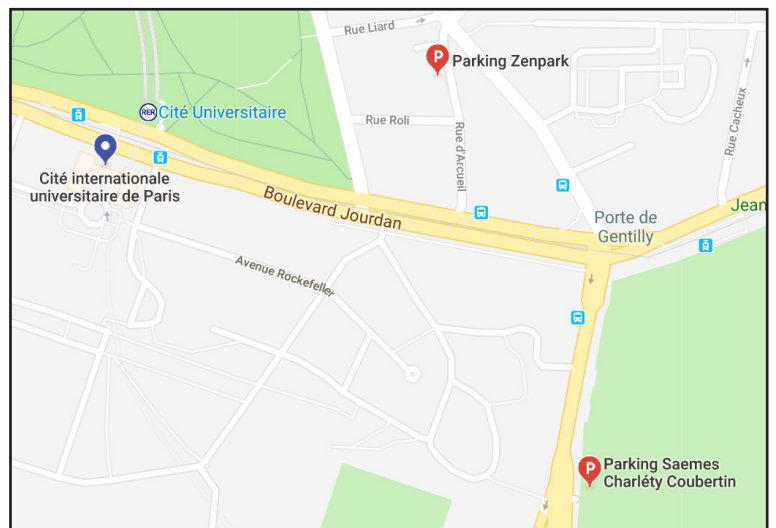 Rue Liard
P
Parking Zenpark
Rue Cacheux
RER
Cité Universitaire
Rue Roli
Rue d'Arcueil
Cité internationale
universitaire de Paris
Boulevard Jourdan
Jean
Porte de
Gentilly
Avenue Rockefeller
P
Parking Saemes
Charléty Coubertin